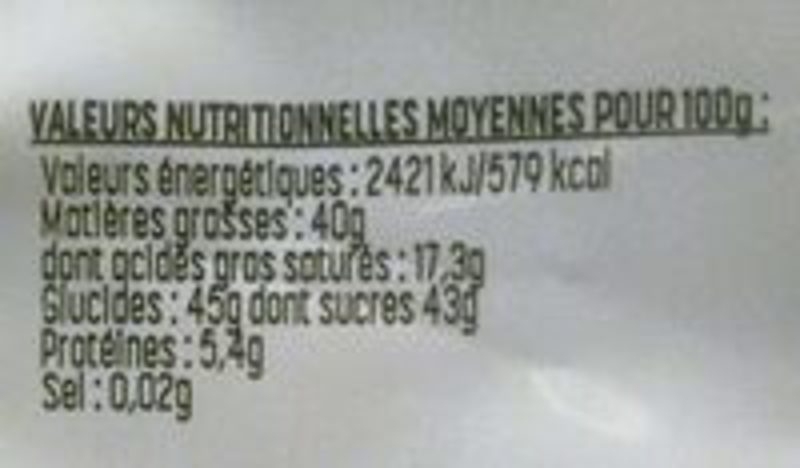 VALEURS NUTRITIONNELLES MOYENNES POUR 100g :
Valeurs énergétiques : 2421 kJ/579 kcal
Matières grasses : 40g
dont acides gras saturés : 17,3g
Glucides : 45g dont sucres 43g
Protéines : 5,4g
Sel : 0,02g